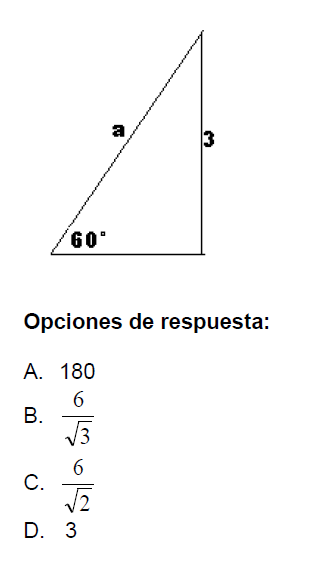 a
3
60°
Opciones de respuesta:
A. 180
B. 6/√3
C. 6/√2
D. 3